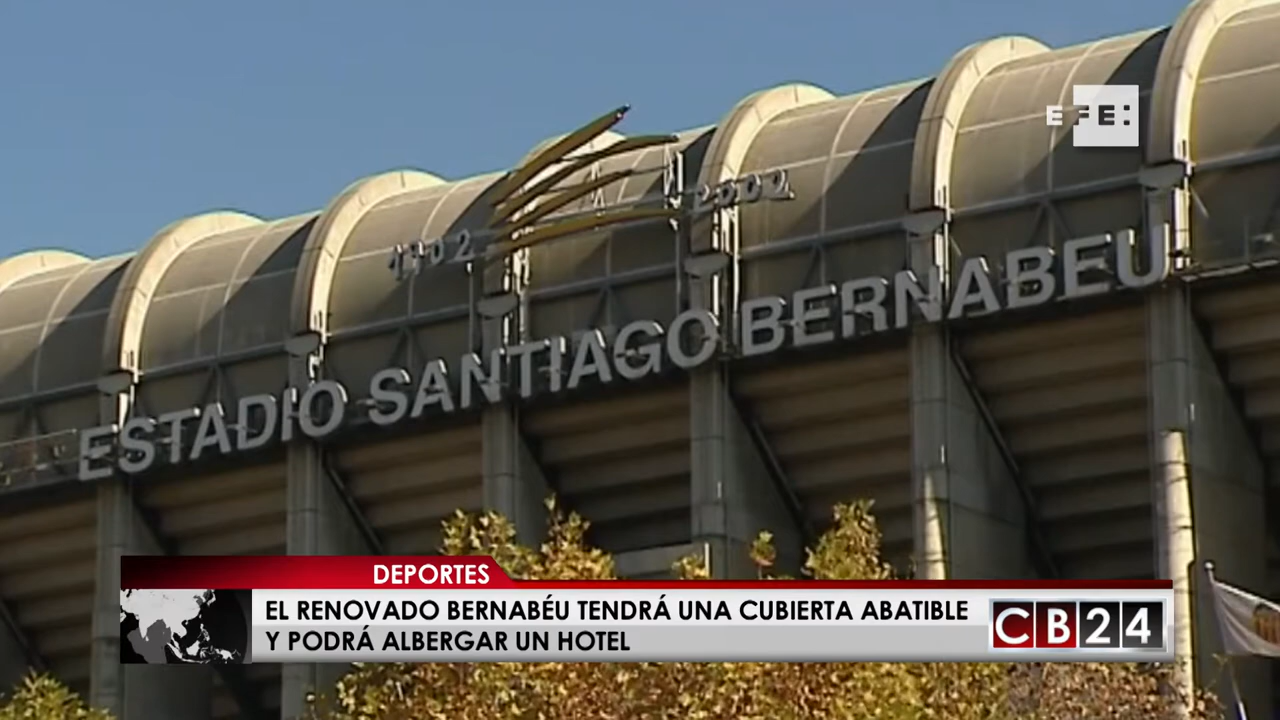 EFE:
1902 2002
ESTADIO SANTIAGO BERNABEU
DEPORTES
EL RENOVADO BERNABÉU TENDRÁ UNA CUBIERTA ABATIBLE
Y PODRÁ ALBERGAR UN HOTEL
CB24